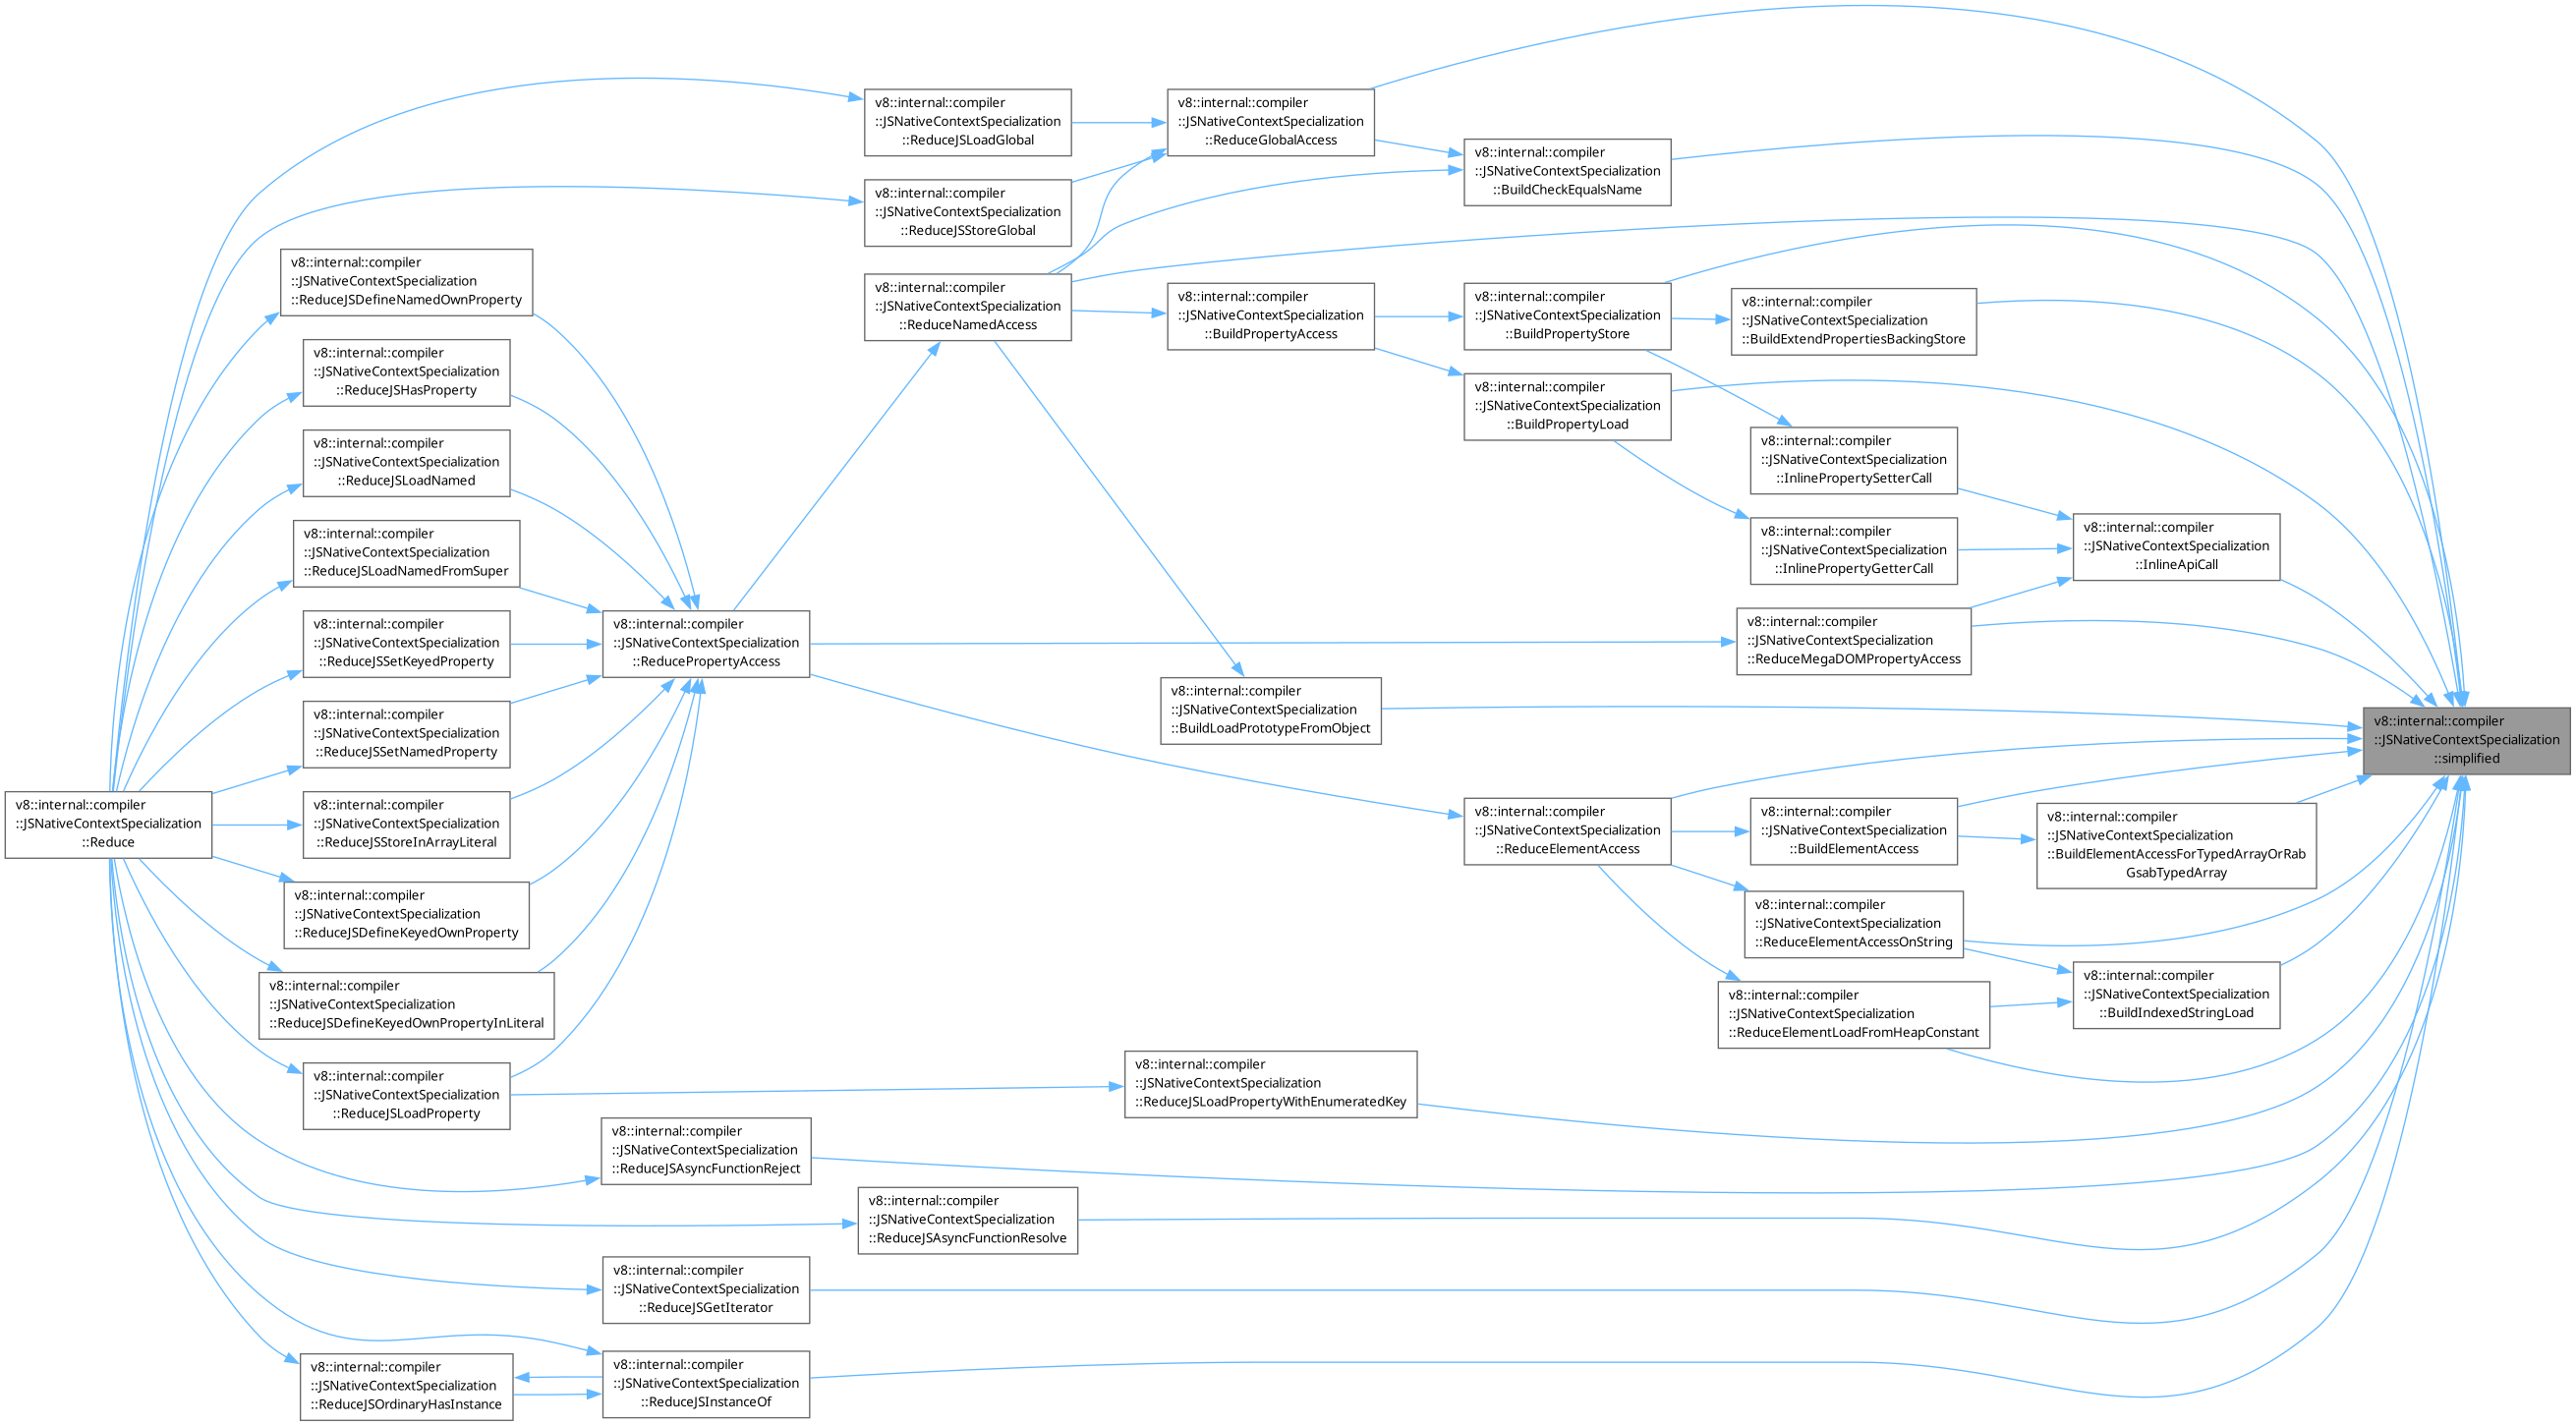 v8::internal::compiler
::JSNativeContextSpecialization
::ReduceJSLoadGlobal
v8::internal::compiler
::JSNativeContextSpecialization
::ReduceGlobalAccess
v8::internal::compiler
::JSNativeContextSpecialization
::BuildCheckEqualsName
v8::internal::compiler
::JSNativeContextSpecialization
::ReduceJSStoreGlobal
v8::internal::compiler
::JSNativeContextSpecialization
::ReduceJSDefineNamedOwnProperty
v8::internal::compiler
::JSNativeContextSpecialization
::ReduceNamedAccess
v8::internal::compiler
::JSNativeContextSpecialization
::BuildPropertyAccess
v8::internal::compiler
::JSNativeContextSpecialization
::BuildPropertyStore
v8::internal::compiler
::JSNativeContextSpecialization
::BuildExtendPropertiesBackingStore
v8::internal::compiler
::JSNativeContextSpecialization
::ReduceJSHasProperty
v8::internal::compiler
::JSNativeContextSpecialization
::BuildPropertyLoad
v8::internal::compiler
::JSNativeContextSpecialization
::ReduceJSLoadNamed
v8::internal::compiler
::JSNativeContextSpecialization
::InlinePropertySetterCall
v8::internal::compiler
::JSNativeContextSpecialization
::ReduceJSLoadNamedFromSuper
v8::internal::compiler
::JSNativeContextSpecialization
::InlinePropertyGetterCall
v8::internal::compiler
::JSNativeContextSpecialization
::InlineApiCall
v8::internal::compiler
::JSNativeContextSpecialization
::ReduceJSSetKeyedProperty
v8::internal::compiler
::JSNativeContextSpecialization
::ReducePropertyAccess
v8::internal::compiler
::JSNativeContextSpecialization
::ReduceMegaDOMPropertyAccess
v8::internal::compiler
::JSNativeContextSpecialization
::BuildLoadPrototypeFromObject
v8::internal::compiler
::JSNativeContextSpecialization
::ReduceJSSetNamedProperty
v8::internal::compiler
::JSNativeContextSpecialization
::simplified
v8::internal::compiler
::JSNativeContextSpecialization
::Reduce
v8::internal::compiler
::JSNativeContextSpecialization
::ReduceJSStoreInArrayLiteral
v8::internal::compiler
::JSNativeContextSpecialization
::ReduceElementAccess
v8::internal::compiler
::JSNativeContextSpecialization
::BuildElementAccess
v8::internal::compiler
::JSNativeContextSpecialization
::BuildElementAccessForTypedArrayOrRab
GsabTypedArray
v8::internal::compiler
::JSNativeContextSpecialization
::ReduceJSDefineKeyedOwnProperty
v8::internal::compiler
::JSNativeContextSpecialization
::ReduceElementAccessOnString
v8::internal::compiler
::JSNativeContextSpecialization
::BuildIndexedStringLoad
v8::internal::compiler
::JSNativeContextSpecialization
::ReduceJSDefineKeyedOwnPropertyInLiteral
v8::internal::compiler
::JSNativeContextSpecialization
::ReduceElementLoadFromHeapConstant
v8::internal::compiler
::JSNativeContextSpecialization
::ReduceJSLoadProperty
v8::internal::compiler
::JSNativeContextSpecialization
::ReduceJSLoadPropertyWithEnumeratedKey
v8::internal::compiler
::JSNativeContextSpecialization
::ReduceJSAsyncFunctionReject
v8::internal::compiler
::JSNativeContextSpecialization
::ReduceJSAsyncFunctionResolve
v8::internal::compiler
::JSNativeContextSpecialization
::ReduceJSGetIterator
v8::internal::compiler
::JSNativeContextSpecialization
::ReduceJSOrdinaryHasInstance
v8::internal::compiler
::JSNativeContextSpecialization
::ReduceJSInstanceOf